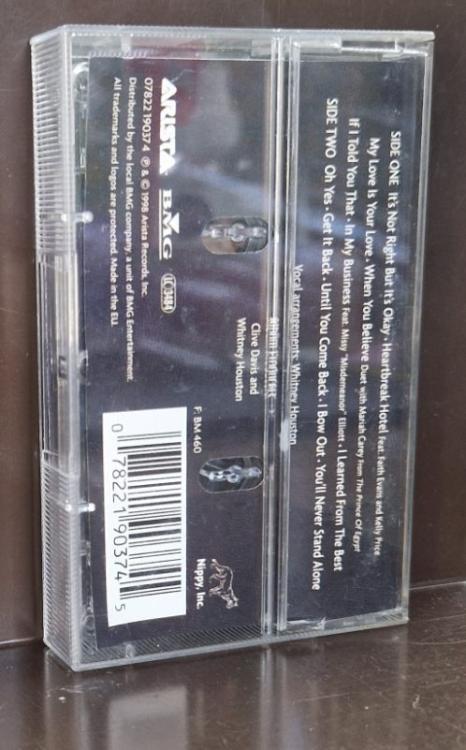 SIDE ONE It's Not Right But It's Okay • Heartbreak Hotel Feat. Faith Evans and Kelly Price
My Love Is Your Love • When You Believe Duet with Mariah Carey From The Prince Of Egypt
If I Told You That • In My Business Feat. Missy "Misdemeanor" Elliott • I Learned From The Best
SIDE TWO Oh Yes • Get It Back • Until You Come Back • I Bow Out • You'll Never Stand Alone
Vocal arrangements: Whitney Houston
Clive Davis and
Whitney Houston
ARISTA BMG LC 3484
07822 19037 4 ℗ & © 1998 Arista Records, Inc.
Distributed by the local BMG company, a unit of BMG Entertainment.
All trademarks and logos are protected. Made in the EU.
F: BM 460
Nippy, Inc.
0 78221 90374 5